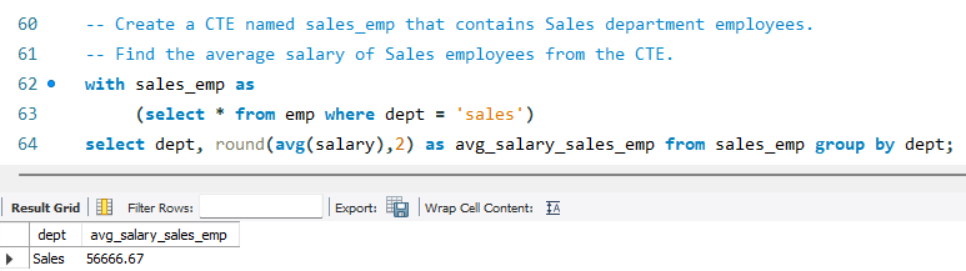 60 -- Create a CTE named sales_emp that contains Sales department employees.
61 -- Find the average salary of Sales employees from the CTE.
62 with sales_emp as
63 (select * from emp where dept = 'sales')
64 select dept, round(avg(salary),2) as avg_salary_sales_emp from sales_emp group by dept;
Result Grid Filter Rows: Export: Wrap Cell Content:
dept avg_salary_sales_emp
Sales 56666.67